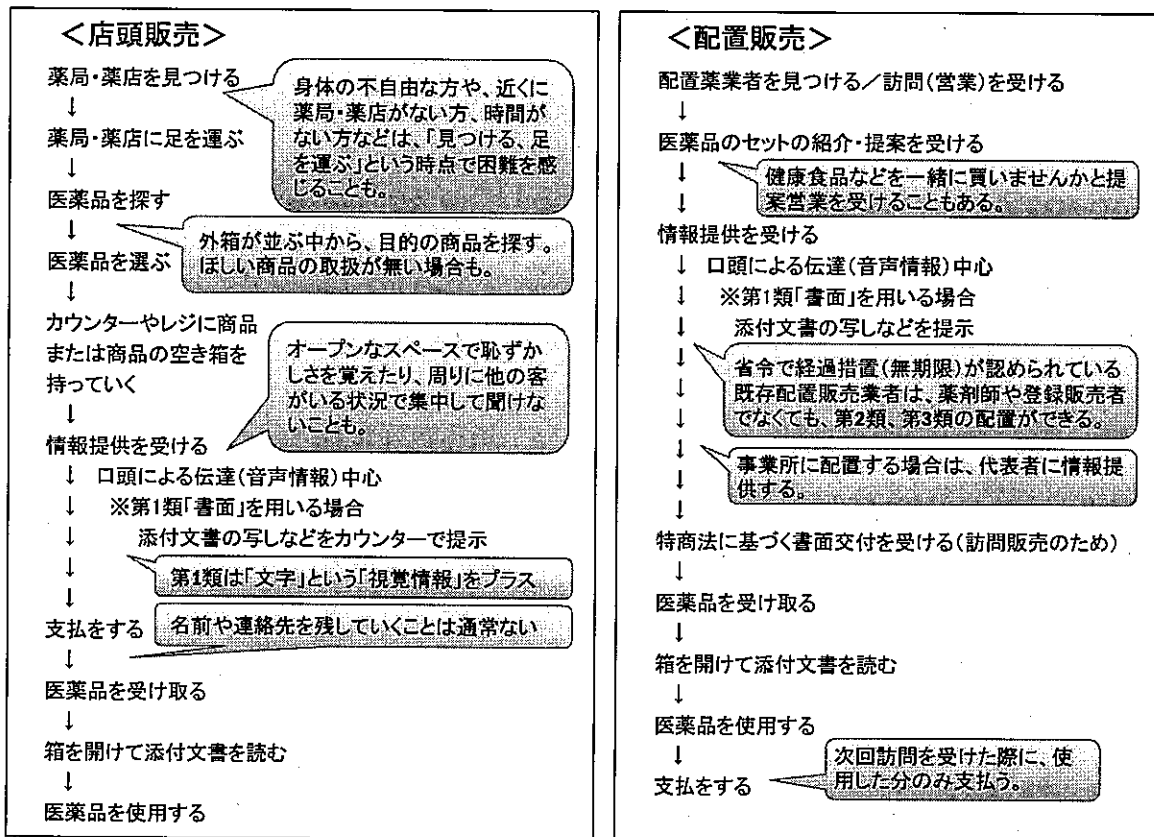 ＜店頭販売＞
薬局・薬店を見つける
身体の不自由な方や、近くに
薬局・薬店がない方、時間が
ない方などは、「見つける、足
を運ぶ」という時点で困難を感
じることも。
↓
薬局・薬店に足を運ぶ
↓
医薬品を探す
↓
外箱が並ぶ中から、目的の商品を探す。
ほしい商品の取扱が無い場合も。
医薬品を選ぶ
↓
カウンターやレジに商品
または商品の空き箱を
持っていく
オープンなスペースで恥ずか
しさを覚えたり、周りに他の客
がいる状況で集中して聞けな
いことも。
↓
情報提供を受ける
↓ 口頭による伝達(音声情報)中心
↓ ※第1類「書面」を用いる場合
↓ 添付文書の写しなどをカウンターで提示
↓ 第1類は「文字」という「視覚情報」をプラス
↓
支払をする
名前や連絡先を残していくことは通常ない
↓
医薬品を受け取る
↓
箱を開けて添付文書を読む
↓
医薬品を使用する
＜配置販売＞
配置薬業者を見つける／訪問(営業)を受ける
↓
医薬品のセットの紹介・提案を受ける
↓
↓ 健康食品などを一緒に買いませんかと提
↓ 案営業を受けることもある。
情報提供を受ける
↓ 口頭による伝達(音声情報)中心
↓ ※第1類「書面」を用いる場合
↓ 添付文書の写しなどを提示
↓ 省令で経過措置(無期限)が認められている
↓ 既存配置販売業者は、薬剤師や登録販売者
↓ でなくても、第2類、第3類の配置ができる。
↓ 事業所に配置する場合は、代表者に情報提
↓ 供する。
↓
特商法に基づく書面交付を受ける(訪問販売のため)
↓
医薬品を受け取る
↓
箱を開けて添付文書を読む
↓
医薬品を使用する
↓
支払をする
次回訪問を受けた際に、使
用した分のみ支払う。